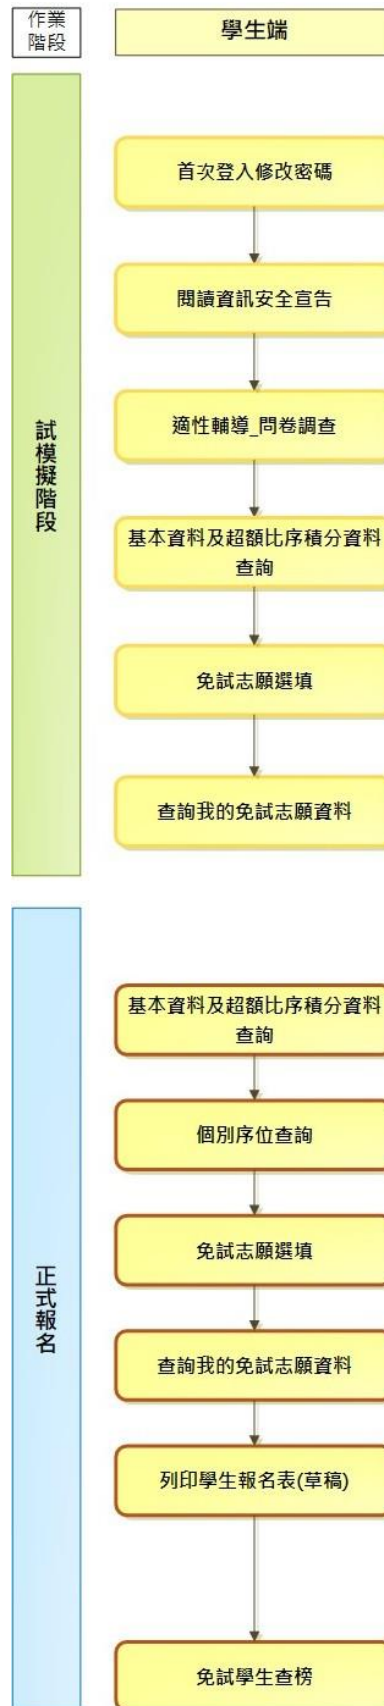 作業
階段
學生端
試模擬階段
首次登入修改密碼
閱讀資訊安全宣告
適性輔導_問卷調查
基本資料及超額比序積分資料
查詢
免試志願選填
查詢我的免試志願資料
正式報名
基本資料及超額比序積分資料
查詢
個別序位查詢
免試志願選填
查詢我的免試志願資料
列印學生報名表(草稿)
免試學生查榜